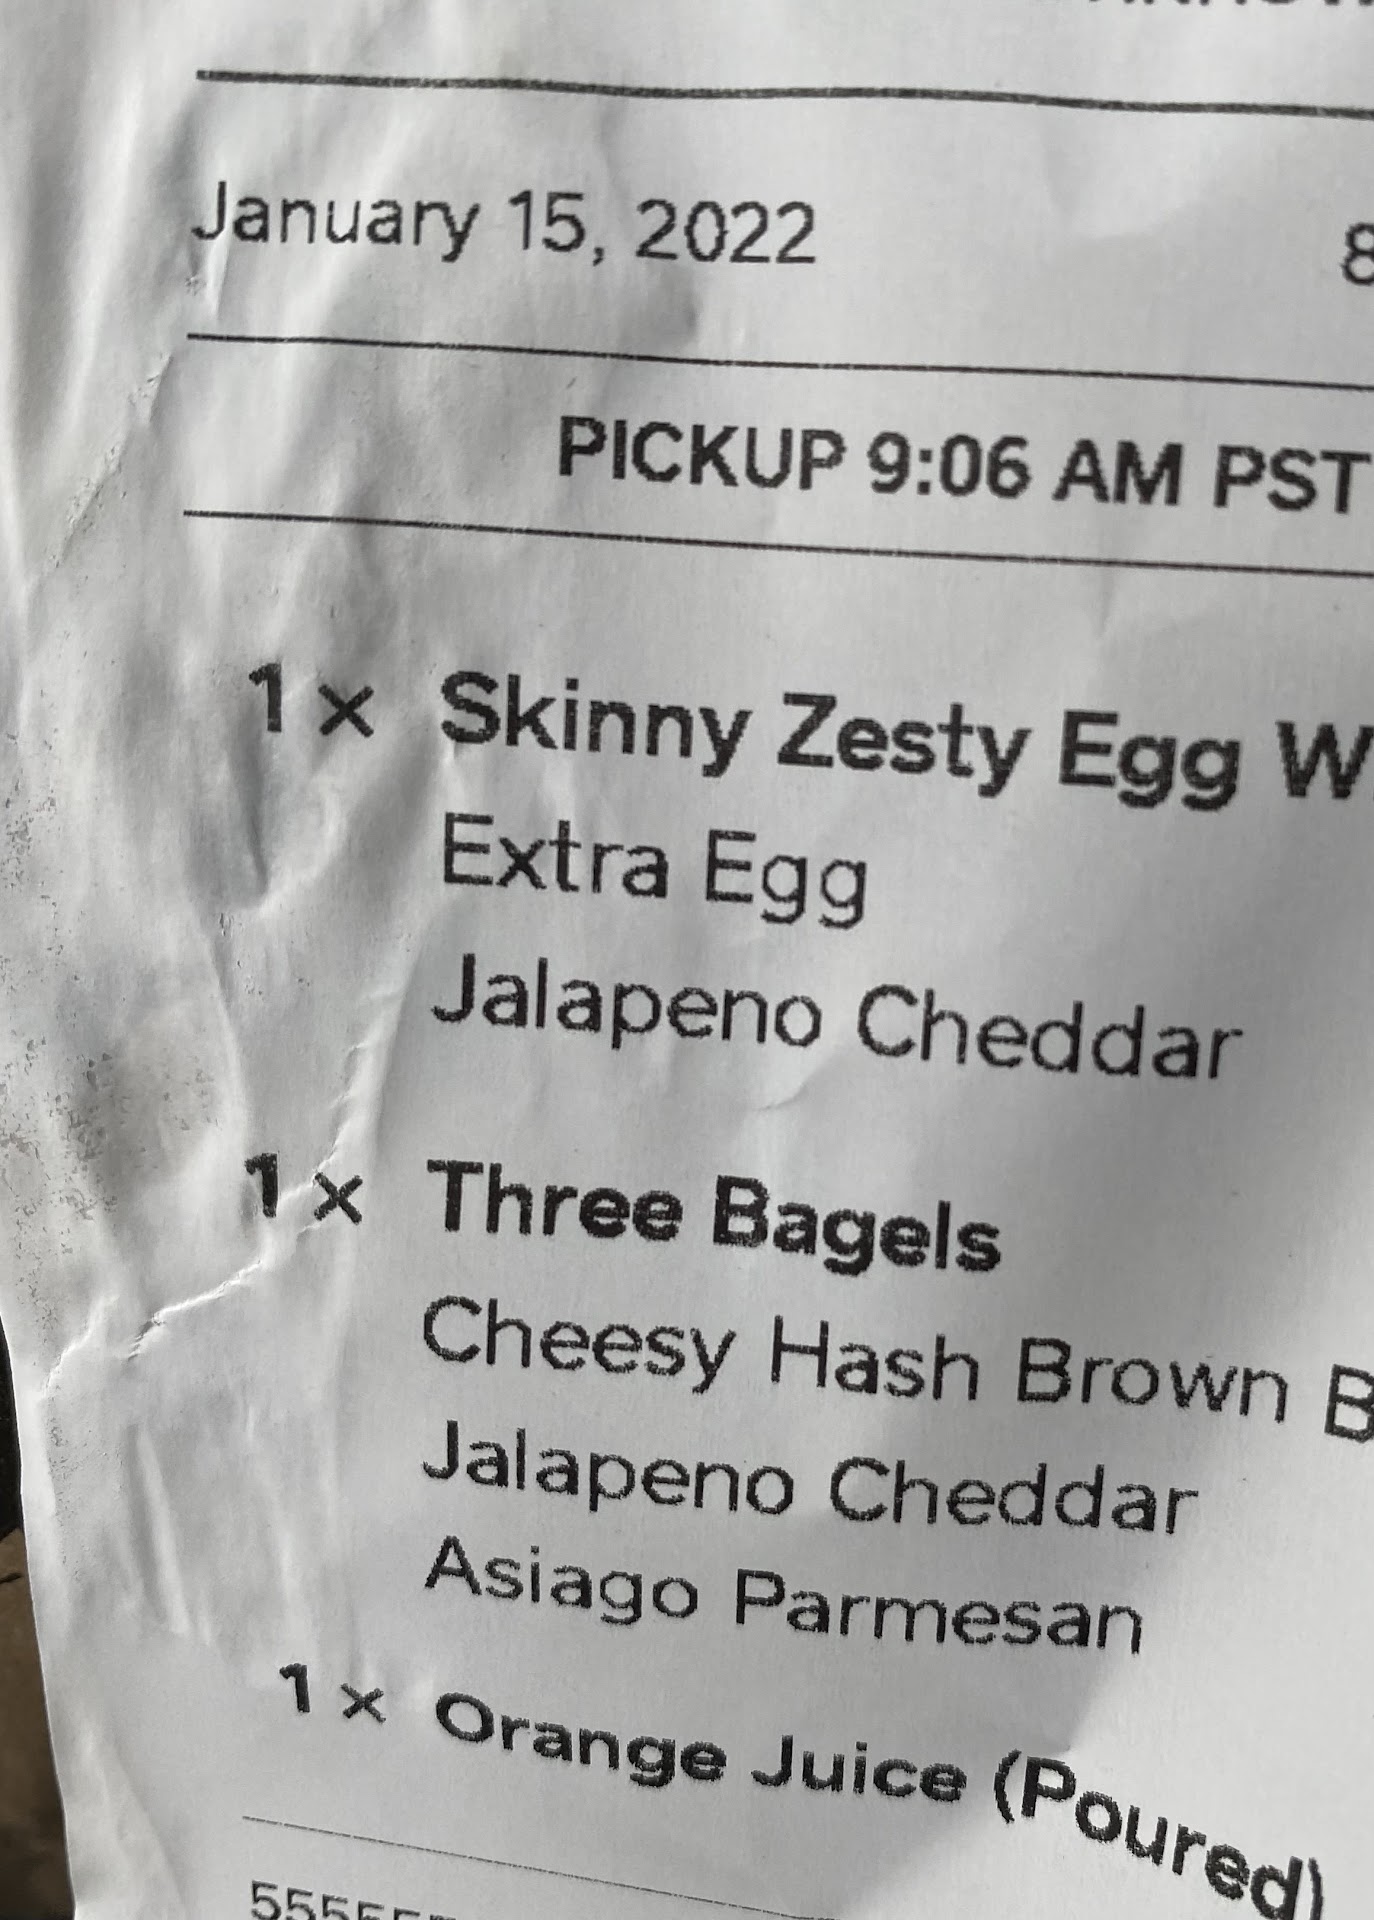 January 15, 2022 8
PICKUP 9:06 AM PST
1 x Skinny Zesty Egg W
Extra Egg
Jalapeno Cheddar
1 x Three Bagels
Cheesy Hash Brown B
Jalapeno Cheddar
Asiago Parmesan
1 x Orange Juice (Poured)